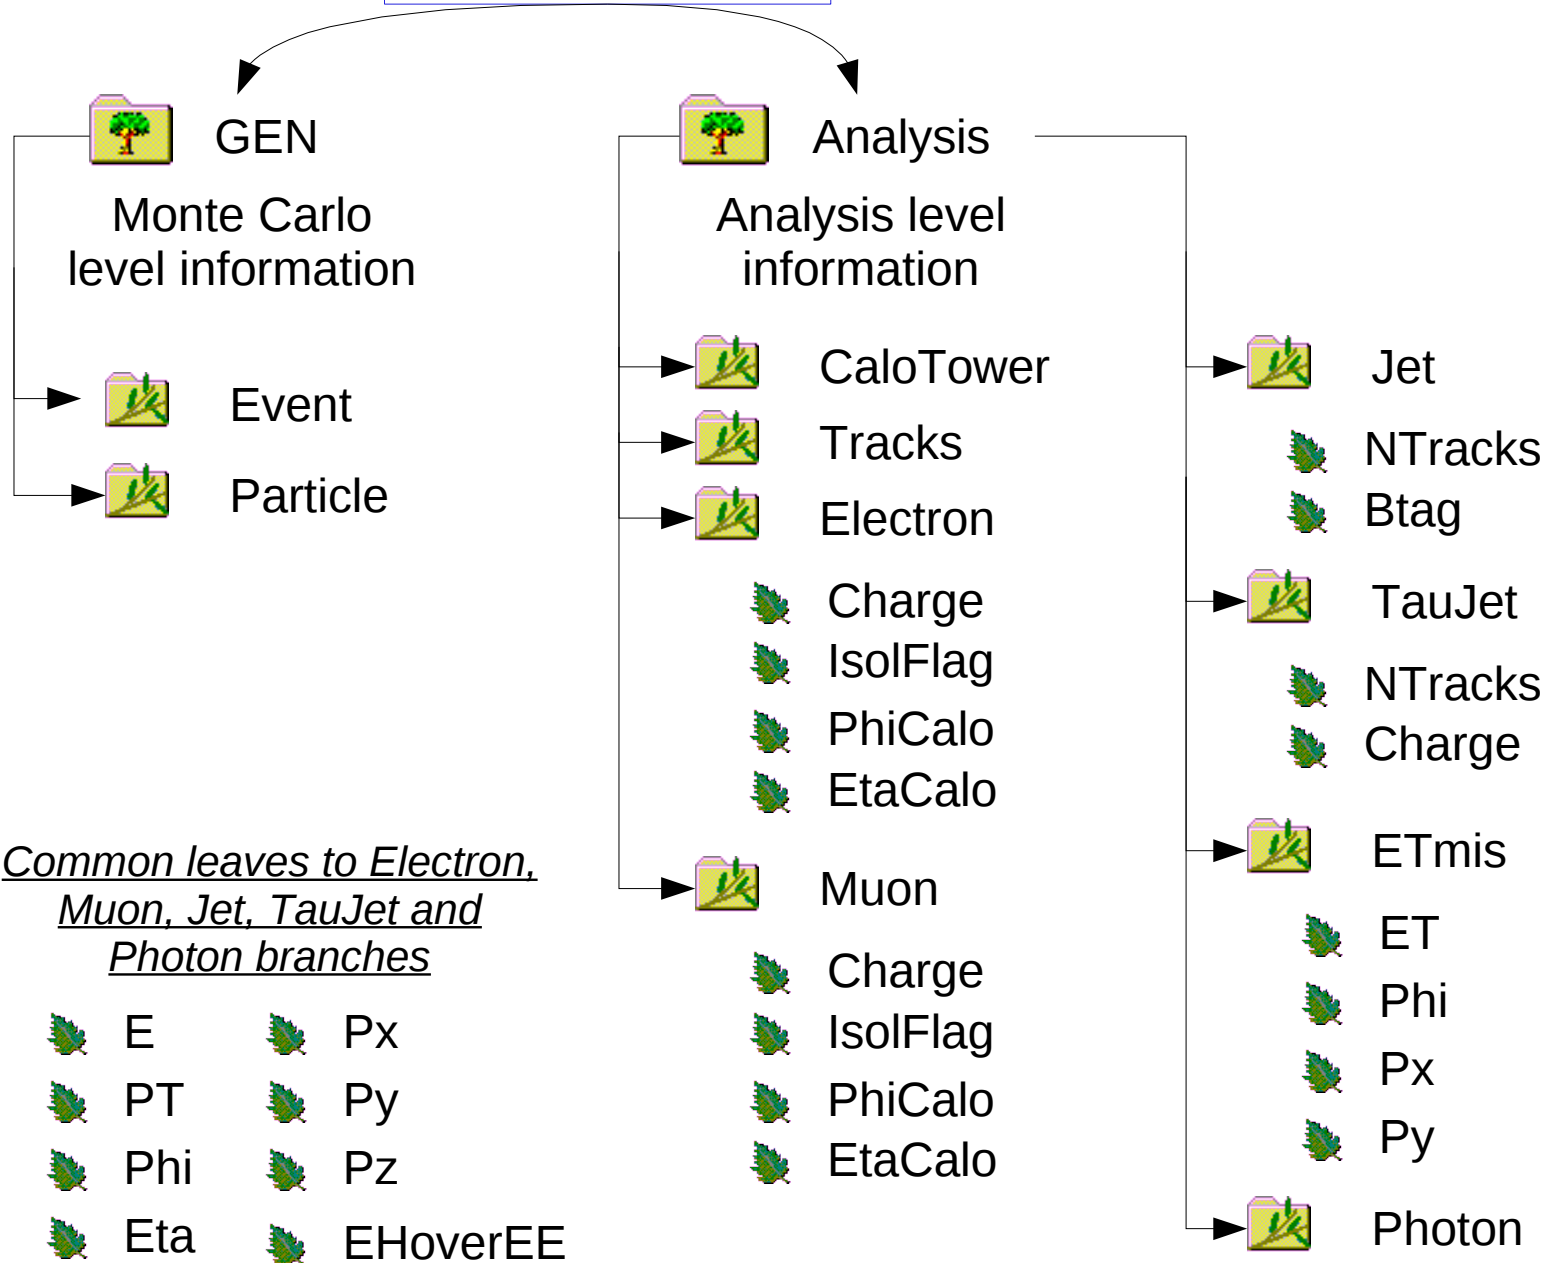 GEN
Monte Carlo
level information
Event
Particle
Analysis
Analysis level
information
CaloTower
Tracks
Electron
Charge
IsolFlag
PhiCalo
EtaCalo
Muon
Charge
IsolFlag
PhiCalo
EtaCalo
Jet
NTracks
Btag
TauJet
NTracks
Charge
ETmis
ET
Phi
Px
Py
Photon
Common leaves to Electron,
Muon, Jet, TauJet and
Photon branches
E
PT
Phi
Eta
Px
Py
Pz
EHoverEE